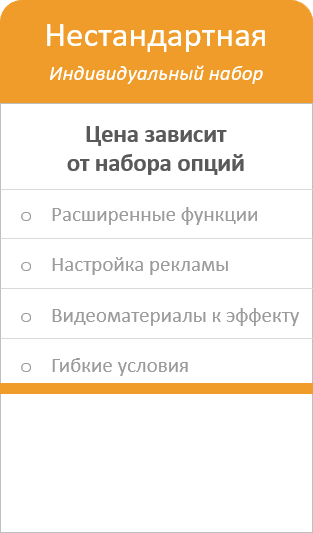 Нестандартная
Индивидуальный набор
Цена зависит
от набора опций
o Расширенные функции
o Настройка рекламы
o Видеоматериалы к эффекту
o Гибкие условия